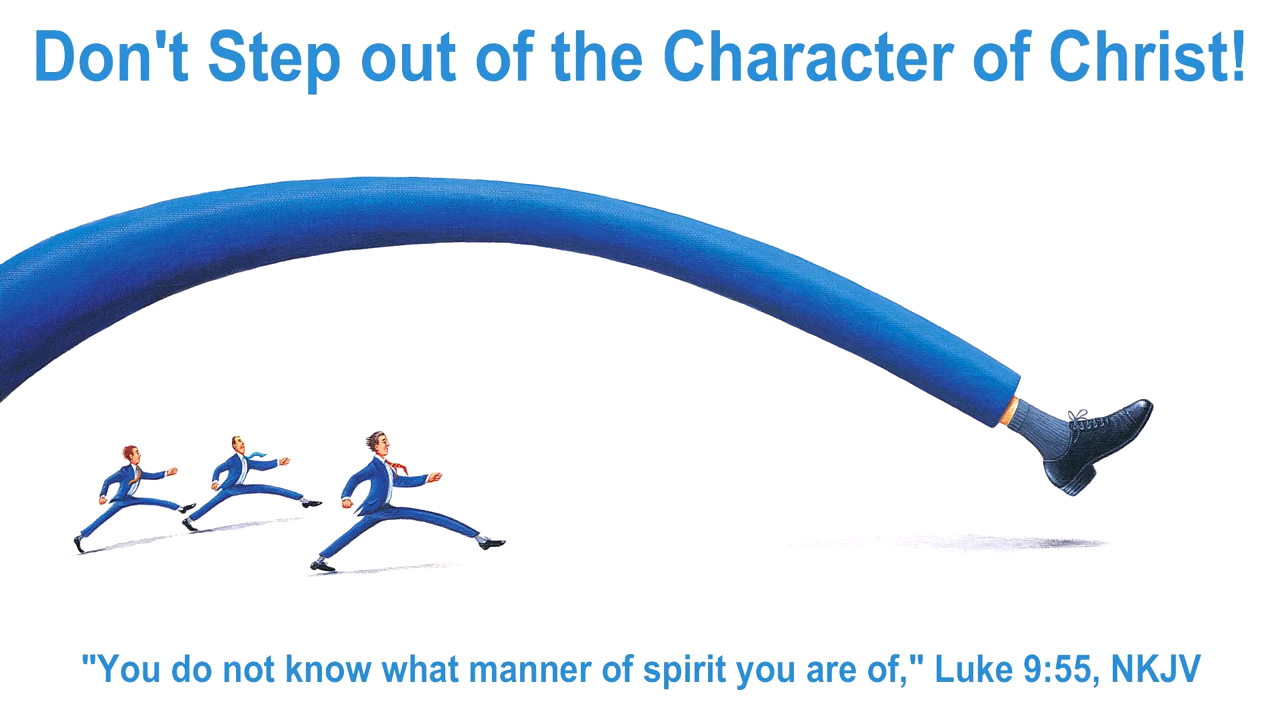 Don't Step out of the Character of Christ!
"You do not know what manner of spirit you are of," Luke 9:55, NKJV